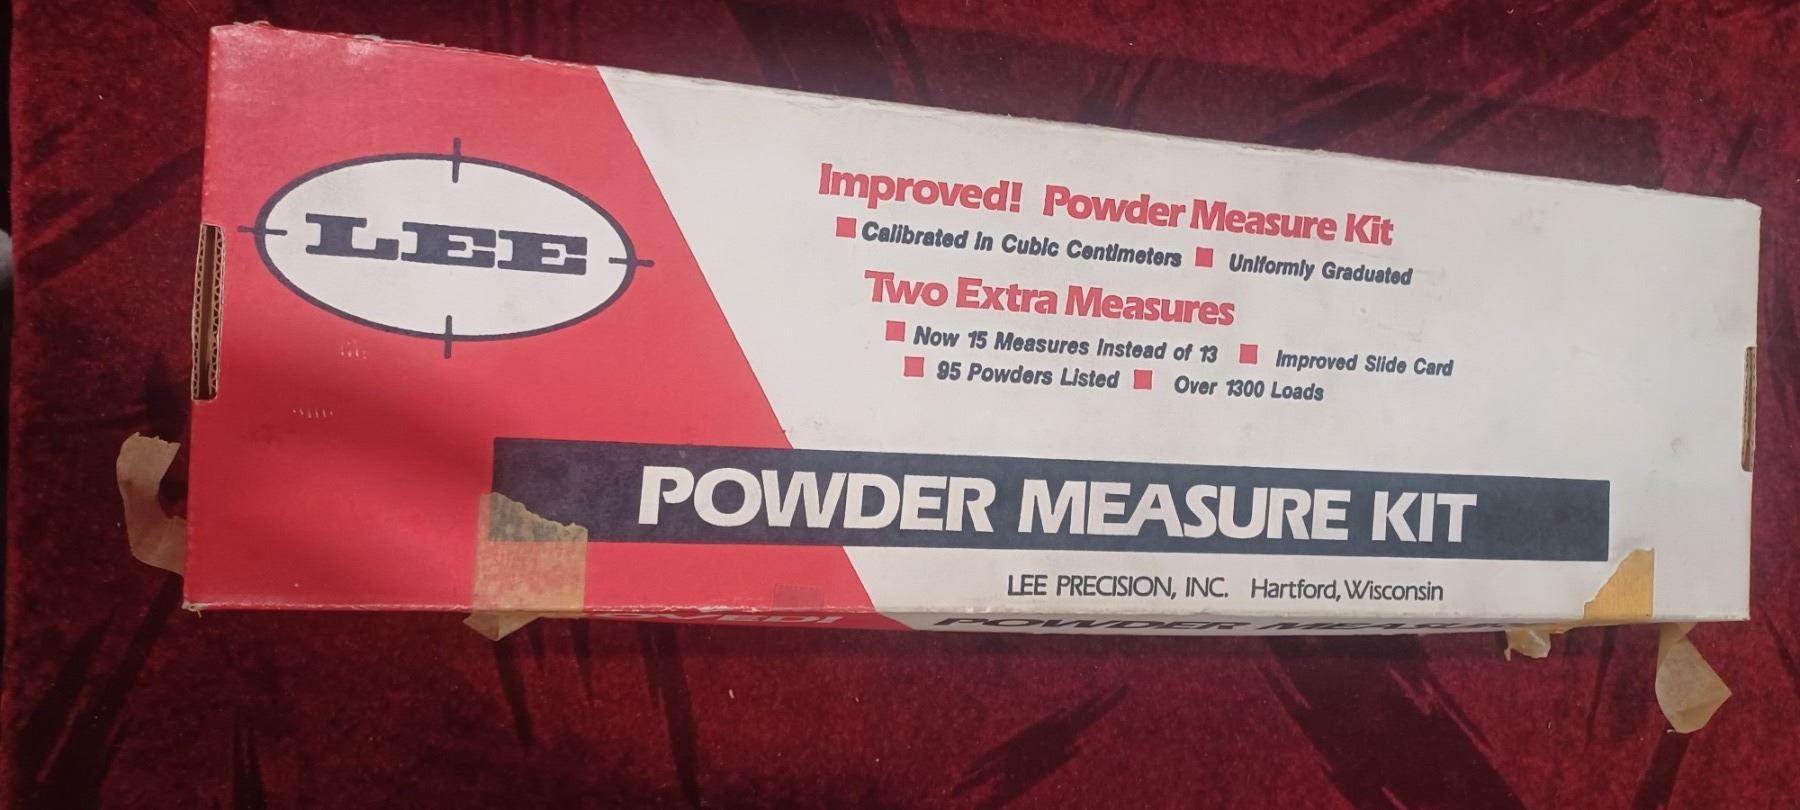 LEE
Improved! Powder Measure Kit
Calibrated in Cubic Centimeters Uniformly Graduated
Two Extra Measures
Now 15 Measures Instead of 13 Improved Slide Card
95 Powders Listed Over 1300 Loads
POWDER MEASURE KIT
LEE PRECISION, INC. Hartford, Wisconsin
POWDER